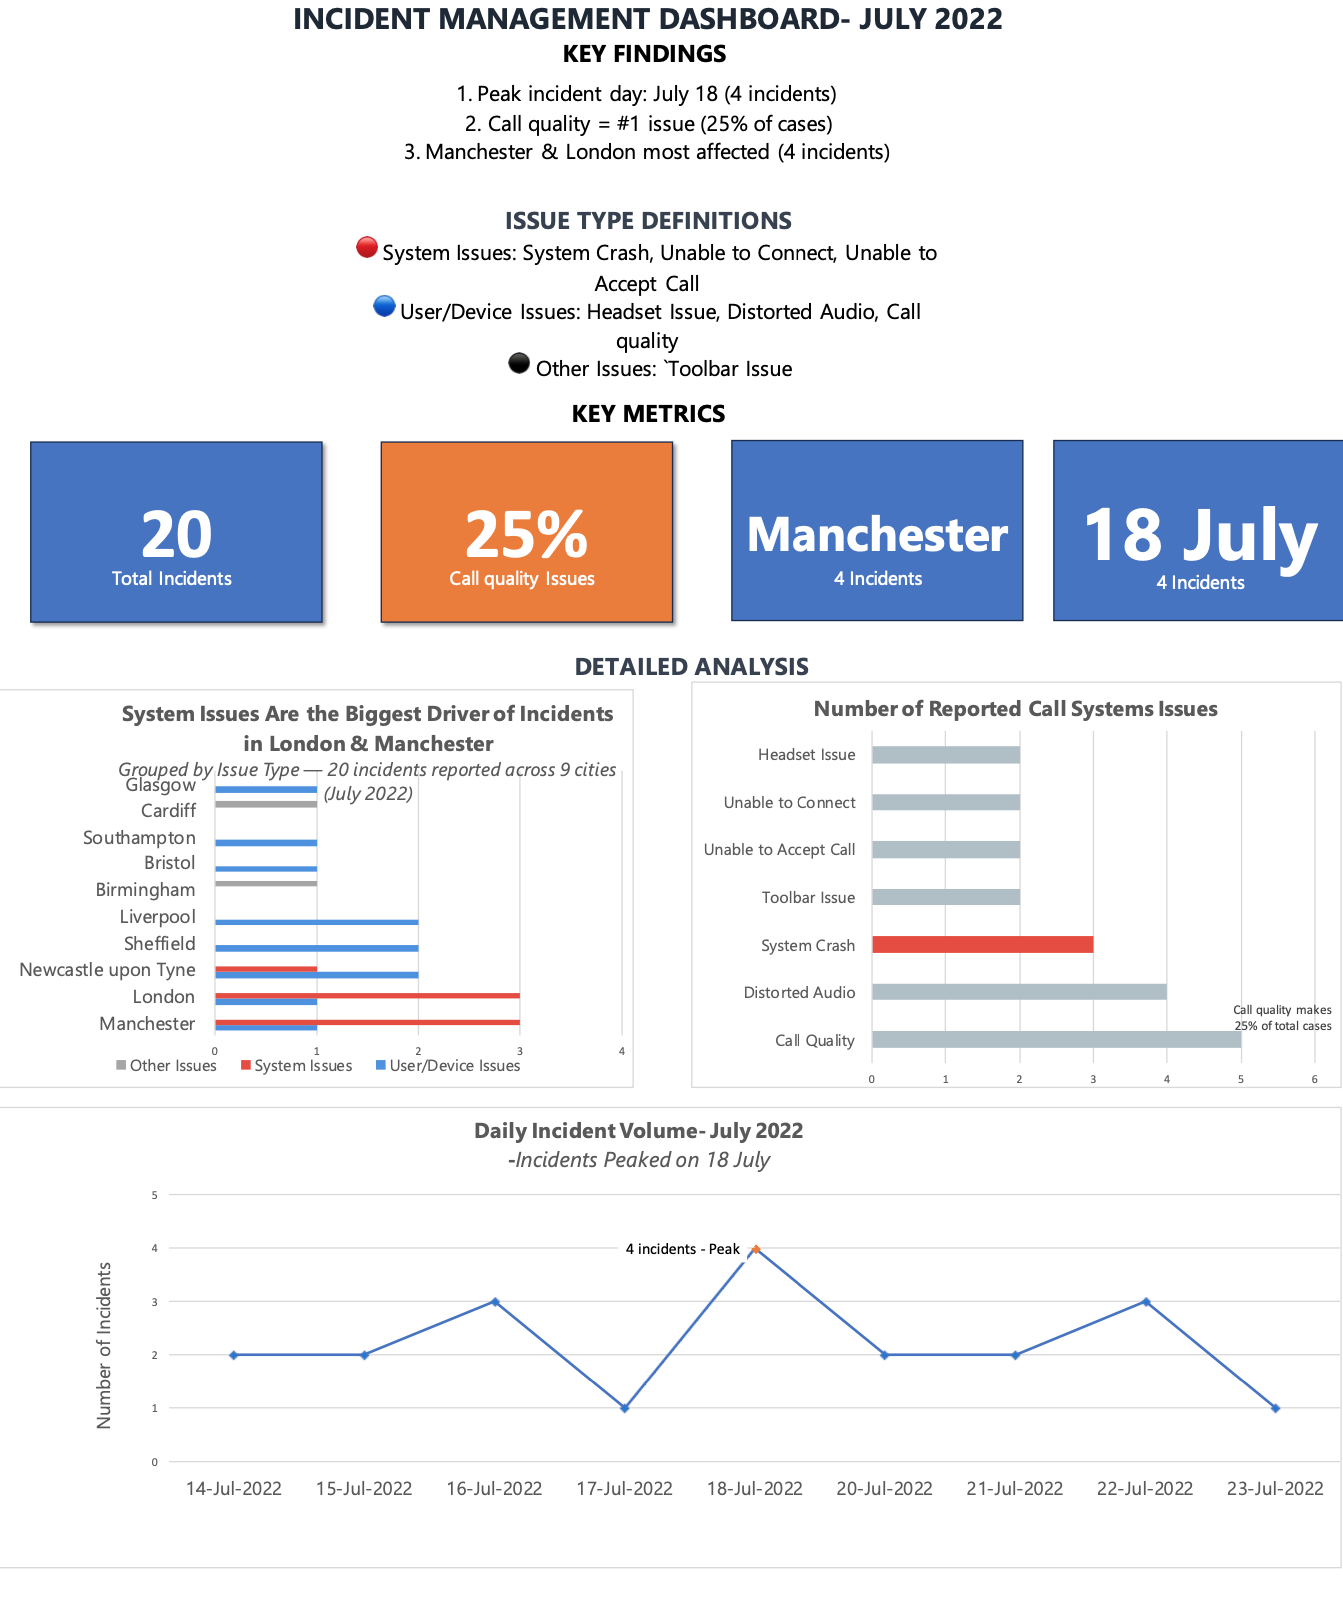 INCIDENT MANAGEMENT DASHBOARD- JULY 2022
KEY FINDINGS
1. Peak incident day: July 18 (4 incidents)
2. Call quality = #1 issue (25% of cases)
3. Manchester & London most affected (4 incidents)
ISSUE TYPE DEFINITIONS
System Issues: System Crash, Unable to Connect, Unable to
Accept Call
User/Device Issues: Headset Issue, Distorted Audio, Call
quality
Other Issues: `Toolbar Issue
KEY METRICS
20
Total Incidents
25%
Call quality Issues
Manchester
4 Incidents
18 July
4 Incidents
DETAILED ANALYSIS
System Issues Are the Biggest Driver of Incidents
in London & Manchester
Grouped by Issue Type — 20 incidents reported across 9 cities
(July 2022)
Glasgow
Cardiff
Southampton
Bristol
Birmingham
Liverpool
Sheffield
Newcastle upon Tyne
London
Manchester
0 1 2 3 4
Other Issues System Issues User/Device Issues
Number of Reported Call Systems Issues
Headset Issue
Unable to Connect
Unable to Accept Call
Toolbar Issue
System Crash
Distorted Audio
Call Quality
Call quality makes
25% of total cases
0 1 2 3 4 5 6
Daily Incident Volume- July 2022
-Incidents Peaked on 18 July
Number of Incidents
5
4
3
2
1
0
4 incidents - Peak
14-Jul-2022 15-Jul-2022 16-Jul-2022 17-Jul-2022 18-Jul-2022 20-Jul-2022 21-Jul-2022 22-Jul-2022 23-Jul-2022